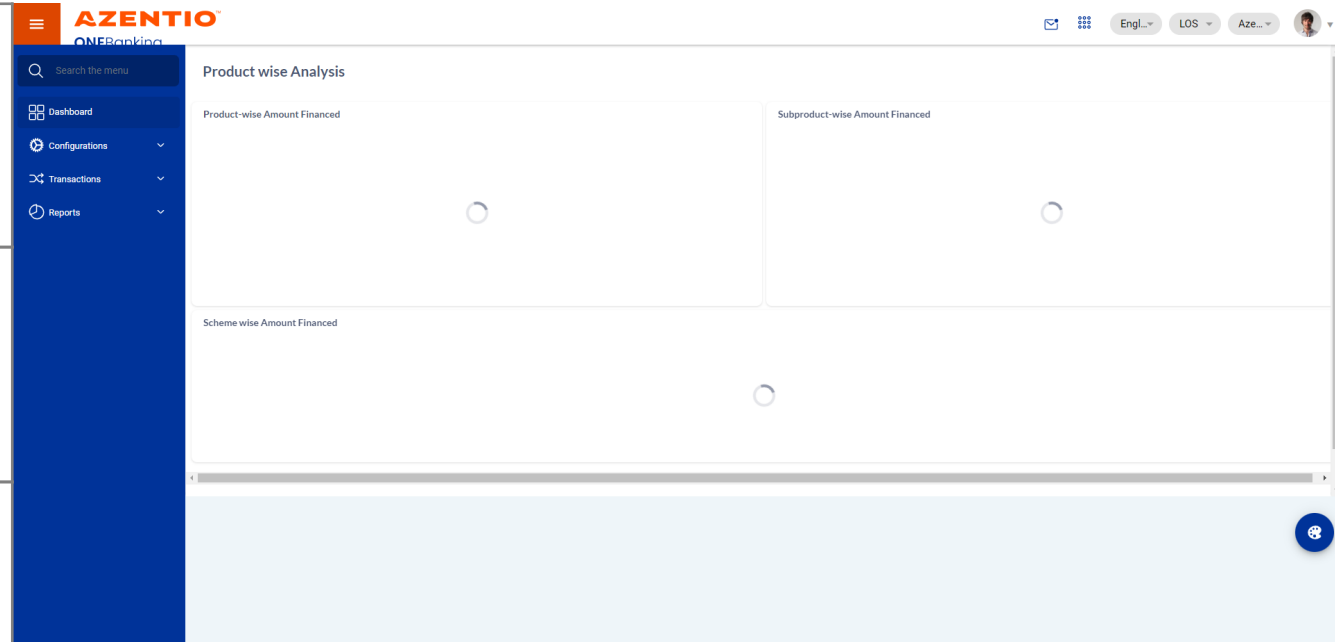 AZENTIO™
ONEBanking
Engl...
LOS
Aze...
Search the menu
Dashboard
Configurations
Transactions
Reports
Product wise Analysis
Product-wise Amount Financed
Subproduct-wise Amount Financed
Scheme wise Amount Financed